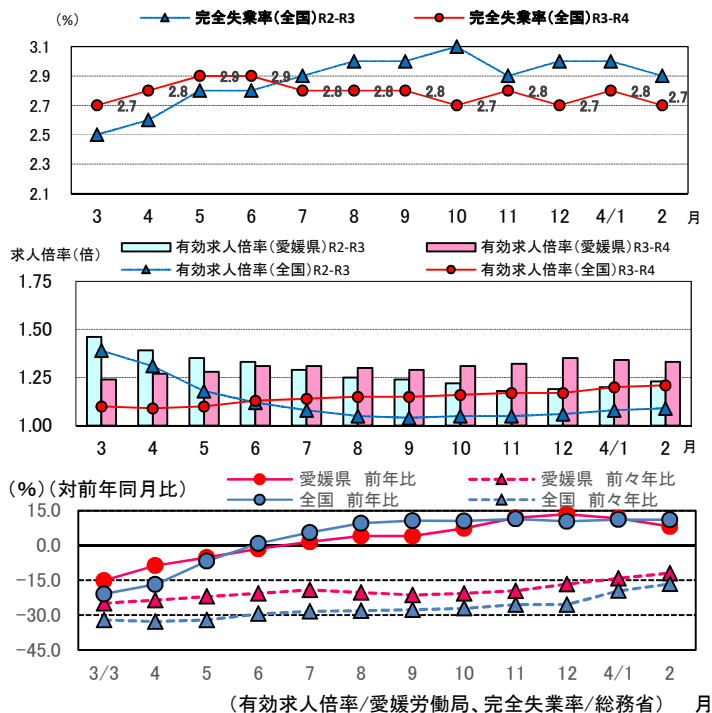 (%)
完全失業率(全国)R2-R3 完全失業率(全国)R3-R4
3.1
2.9
2.7
2.5
2.3
2.1
2.7 2.8 2.9 2.9 2.8 2.8 2.8 2.7 2.8 2.7 2.8 2.7
3 4 5 6 7 8 9 10 11 12 4/1 2 月
求人倍率(倍)
有効求人倍率(愛媛県)R2-R3 有効求人倍率(愛媛県)R3-R4
有効求人倍率(全国)R2-R3 有効求人倍率(全国)R3-R4
1.75
1.50
1.25
1.00
3 4 5 6 7 8 9 10 11 12 4/1 2 月
(%)(対前年同月比)
愛媛県 前年比 愛媛県 前々年比
全国 前年比 全国 前々年比
15.0
0.0
-15.0
-30.0
-45.0
3/3 4 5 6 7 8 9 10 11 12 4/1 2
(有効求人倍率/愛媛労働局、完全失業率/総務省) 月